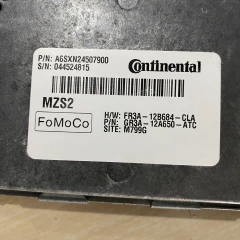 P/N: A6SXN24507900
S/N: 044524815
Continental
MZS2
FoMoCo
H/W: FR3A-12B684-CLA
P/N: GR3A-12A650-ATC
SITE: M799G